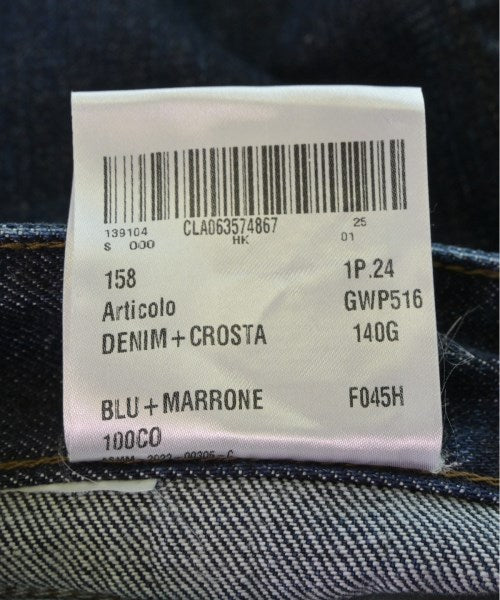 139104 CLA063574867 25
S 000 HK 01
158 1P.24
Articolo GWP516
DENIM+CROSTA 140G
BLU+MARRONE F045H
100CO